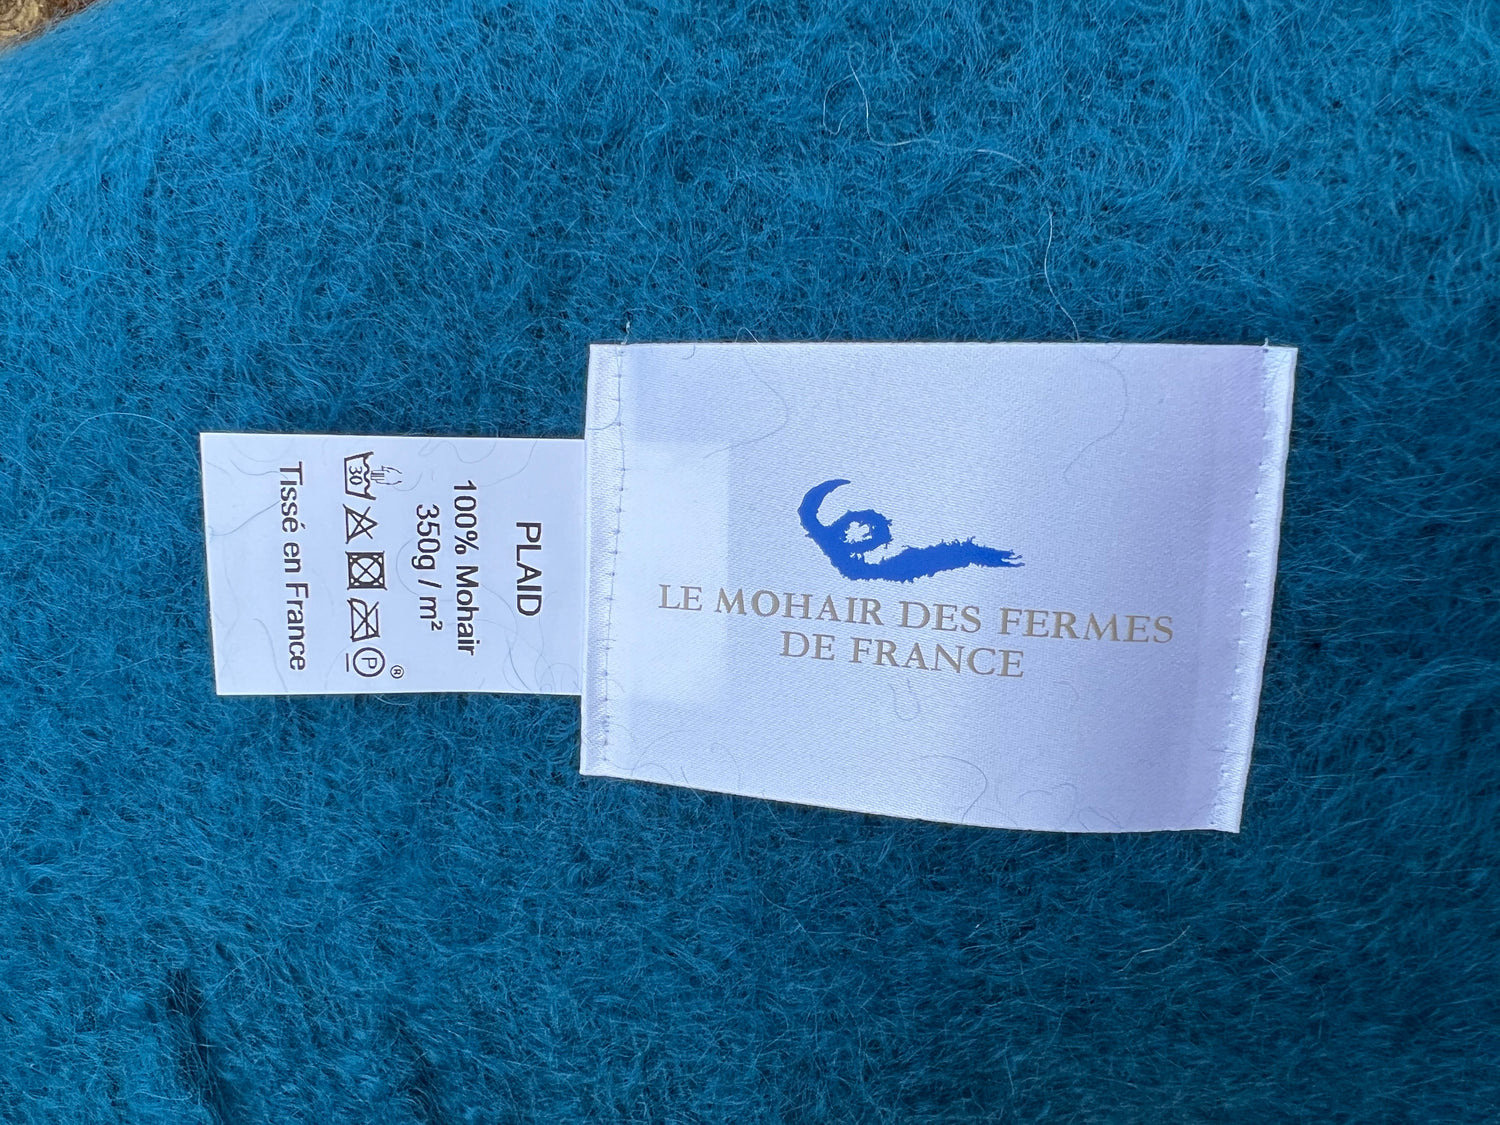 LE MOHAIR DES FERMES
DE FRANCE
PLAID
100% Mohair
350g / m²
30
P
®
Tissé en France